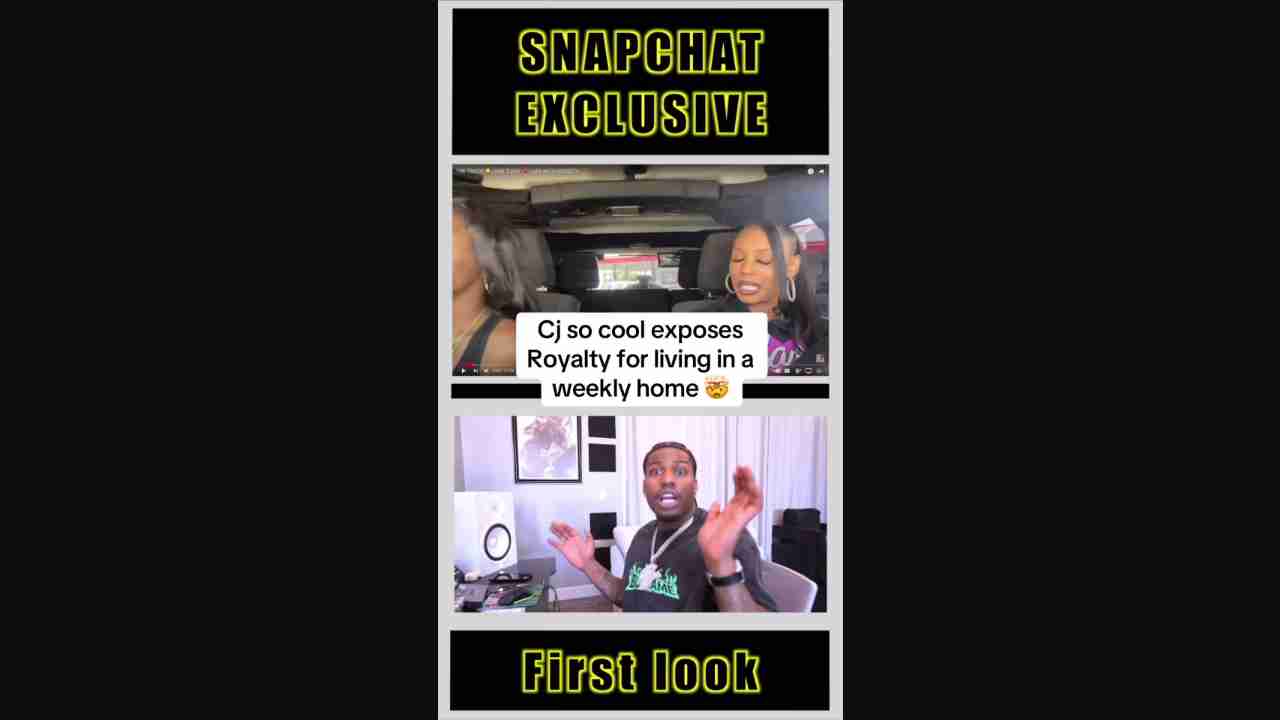 SNAPCHAT
EXCLUSIVE
Cj so cool exposes
Royalty for living in a
weekly home 🤯
First look